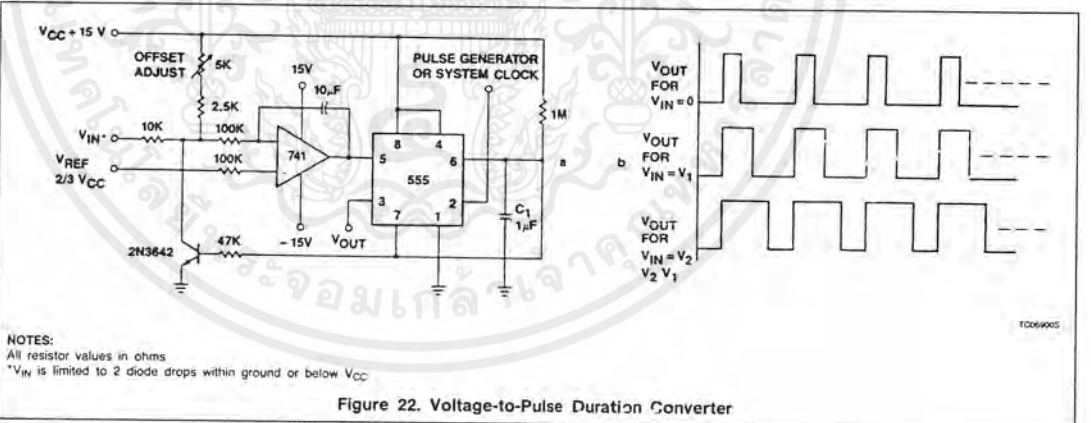 VCC + 15 V
OFFSET
ADJUST
5K
2.5K
15V
10μF
PULSE GENERATOR
OR SYSTEM CLOCK
1M
VIN*
10K
100K
100K
741
VREF
2/3 VCC
-15V
8
4
5
6
555
3
2
7
1
VOUT
C1
1μF
2N3642
47K
a
b
VOUT
FOR
VIN = 0
VOUT
FOR
VIN = V1
VOUT
FOR
VIN = V2
V2 V1
TC06900S
NOTES:
All resistor values in ohms
*VIN is limited to 2 diode drops within ground or below VCC
Figure 22. Voltage-to-Pulse Duration Converter